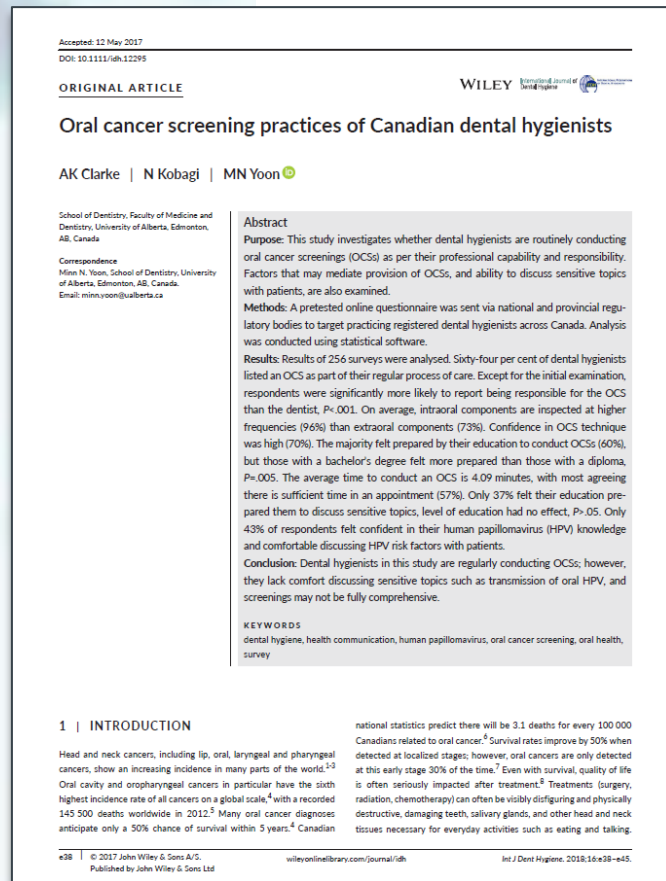 Accepted: 12 May 2017
DOI: 10.1111/idh.12295
ORIGINAL ARTICLE
WILEY International Journal of
Dental Hygiene
Oral cancer screening practices of Canadian dental hygienists
AK Clarke | N Kobagi | MN Yoon iD
School of Dentistry, Faculty of Medicine and
Dentistry, University of Alberta, Edmonton,
AB, Canada
Correspondence
Minn N. Yoon, School of Dentistry, University
of Alberta, Edmonton, AB, Canada.
Email: minn.yoon@ualberta.ca
Abstract
Purpose: This study investigates whether dental hygienists are routinely conducting
oral cancer screenings (OCSs) as per their professional capability and responsibility.
Factors that may mediate provision of OCSs, and ability to discuss sensitive topics
with patients, are also examined.
Methods: A pretested online questionnaire was sent via national and provincial regu-
latory bodies to target practicing registered dental hygienists across Canada. Analysis
was conducted using statistical software.
Results: Results of 256 surveys were analysed. Sixty-four per cent of dental hygienists
listed an OCS as part of their regular process of care. Except for the initial examination,
respondents were significantly more likely to report being responsible for the OCS
than the dentist, P<.001. On average, intraoral components are inspected at higher
frequencies (96%) than extraoral components (73%). Confidence in OCS technique
was high (70%). The majority felt prepared by their education to conduct OCSs (60%),
but those with a bachelor's degree felt more prepared than those with a diploma,
P=.005. The average time to conduct an OCS is 4.09 minutes, with most agreeing
there is sufficient time in an appointment (57%). Only 37% felt their education pre-
pared them to discuss sensitive topics, level of education had no effect, P>.05. Only
43% of respondents felt confident in their human papillomavirus (HPV) knowledge
and comfortable discussing HPV risk factors with patients.
Conclusion: Dental hygienists in this study are regularly conducting OCSs; however,
they lack comfort discussing sensitive topics such as transmission of oral HPV, and
screenings may not be fully comprehensive.
KEYWORDS
dental hygiene, health communication, human papillomavirus, oral cancer screening, oral health,
survey
1 | INTRODUCTION
Head and neck cancers, including lip, oral, laryngeal and pharyngeal
cancers, show an increasing incidence in many parts of the world.1-3
Oral cavity and oropharyngeal cancers in particular have the sixth
highest incidence rate of all cancers on a global scale,4 with a recorded
145 500 deaths worldwide in 2012.5 Many oral cancer diagnoses
anticipate only a 50% chance of survival within 5 years.4 Canadian
national statistics predict there will be 3.1 deaths for every 100 000
Canadians related to oral cancer.6 Survival rates improve by 50% when
detected at localized stages; however, oral cancers are only detected
at this early stage 30% of the time.7 Even with survival, quality of life
is often seriously impacted after treatment.8 Treatments (surgery,
radiation, chemotherapy) can often be visibly disfiguring and physically
destructive, damaging teeth, salivary glands, and other head and neck
tissues necessary for everyday activities such as eating and talking.
e38 | © 2017 John Wiley & Sons A/S.
Published by John Wiley & Sons Ltd
wileyonlinelibrary.com/journal/idh
Int J Dent Hygiene. 2018;16:e38–e45.